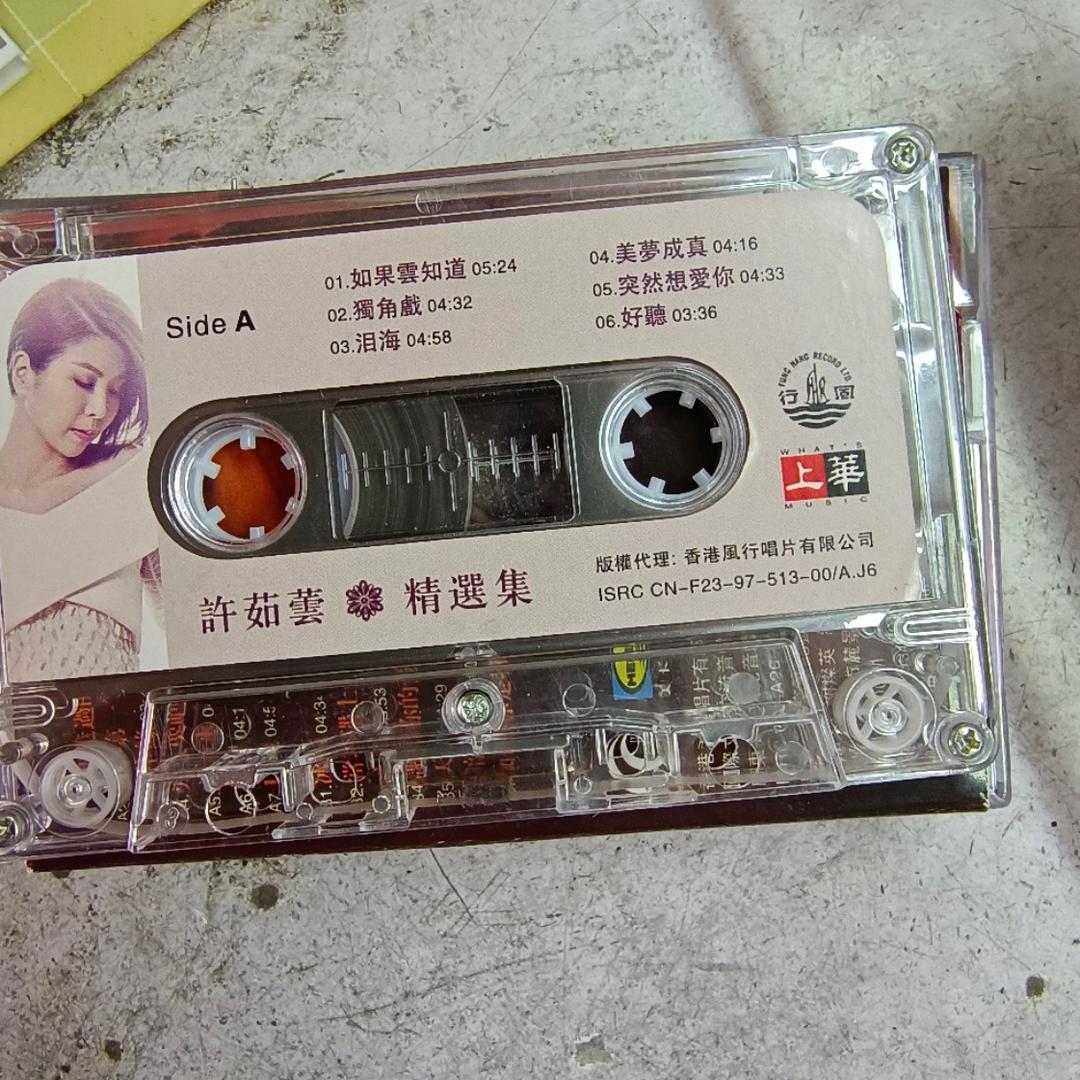 Side A
01.如果雲知道 05:24
02.獨角戲 04:32
03.泪海 04:58
04.美夢成真 04:16
05.突然想愛你 04:33
06.好聽 03:36
FUNG HANG RECORD LTD.
行 風
WHAT'S
上華
MUSIC
許茹蕓 精選集
版權代理: 香港風行唱片有限公司
ISRC CN-F23-97-513-00/A.J6